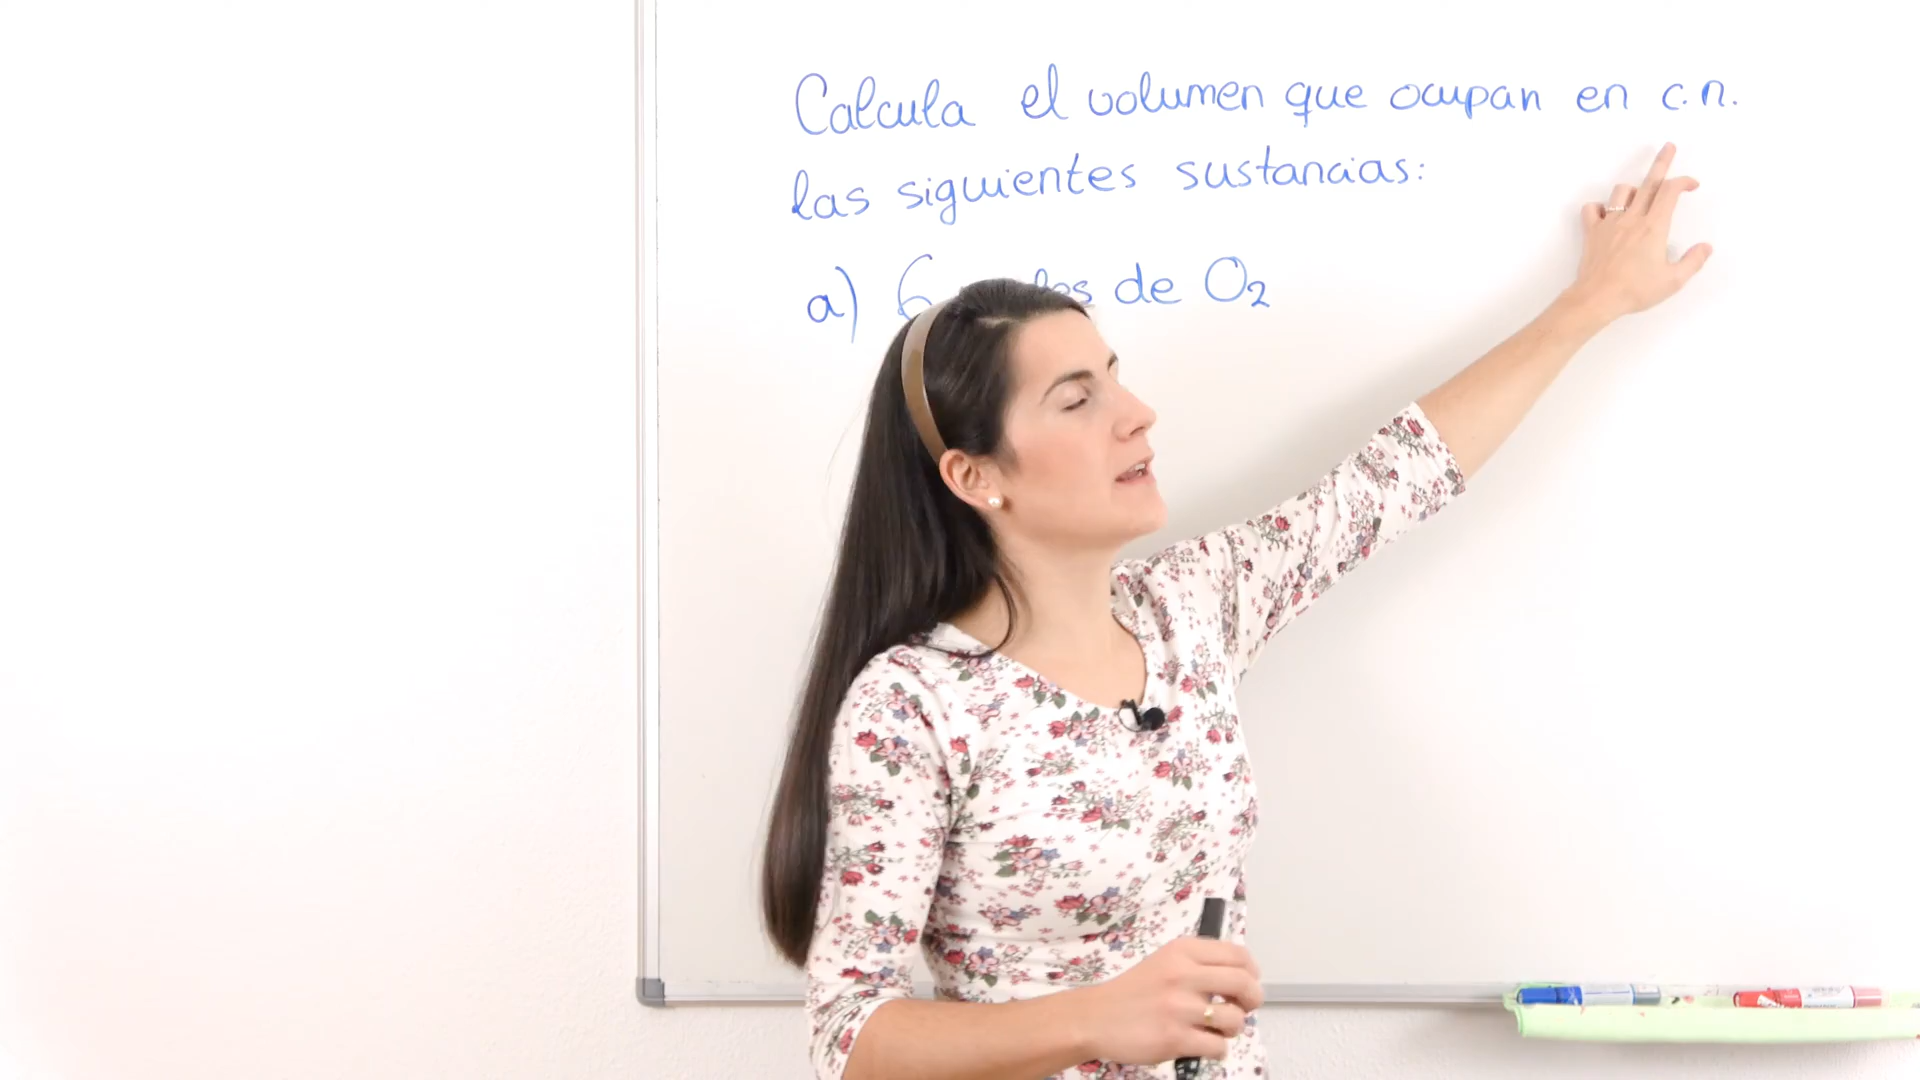 Calcula el volumen que ocupan en c.n.
las siguientes sustancias:
a) 6 de O₂